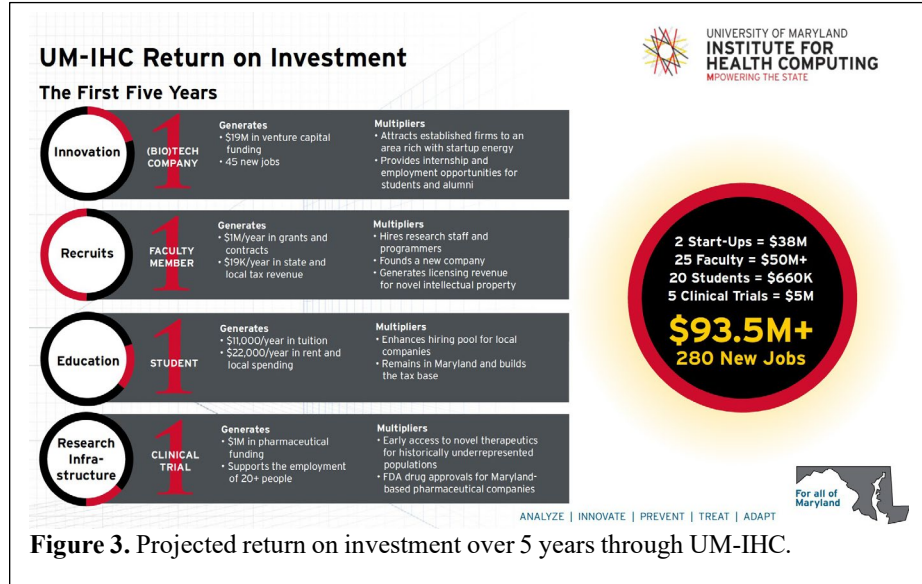 UM-IHC Return on Investment
The First Five Years
UNIVERSITY OF MARYLAND
INSTITUTE FOR
HEALTH COMPUTING
MPOWERING THE STATE
Innovation
1
(BIO)TECH
COMPANY
Generates
• $19M in venture capital
funding
• 45 new jobs
Multipliers
• Attracts established firms to an
area rich with startup energy
• Provides internship and
employment opportunities for
students and alumni
Recruits
1
FACULTY
MEMBER
Generates
• $1M/year in grants and
contracts
• $19K/year in state and
local tax revenue
Multipliers
• Hires research staff and
programmers
• Founds a new company
• Generates licensing revenue
for novel intellectual property
Education
1
STUDENT
Generates
• $11,000/year in tuition
• $22,000/year in rent and
local spending
Multipliers
• Enhances hiring pool for local
companies
• Remains in Maryland and builds
the tax base
Research
Infra-
structure
1
CLINICAL
TRIAL
Generates
• $1M in pharmaceutical
funding
• Supports the employment
of 20+ people
Multipliers
• Early access to novel therapeutics
for historically underrepresented
populations
• FDA drug approvals for Maryland-
based pharmaceutical companies
2 Start-Ups = $38M
25 Faculty = $50M+
20 Students = $660K
5 Clinical Trials = $5M
$93.5M+
280 New Jobs
For all of
Maryland
ANALYZE | INNOVATE | PREVENT | TREAT | ADAPT
Figure 3. Projected return on investment over 5 years through UM-IHC.